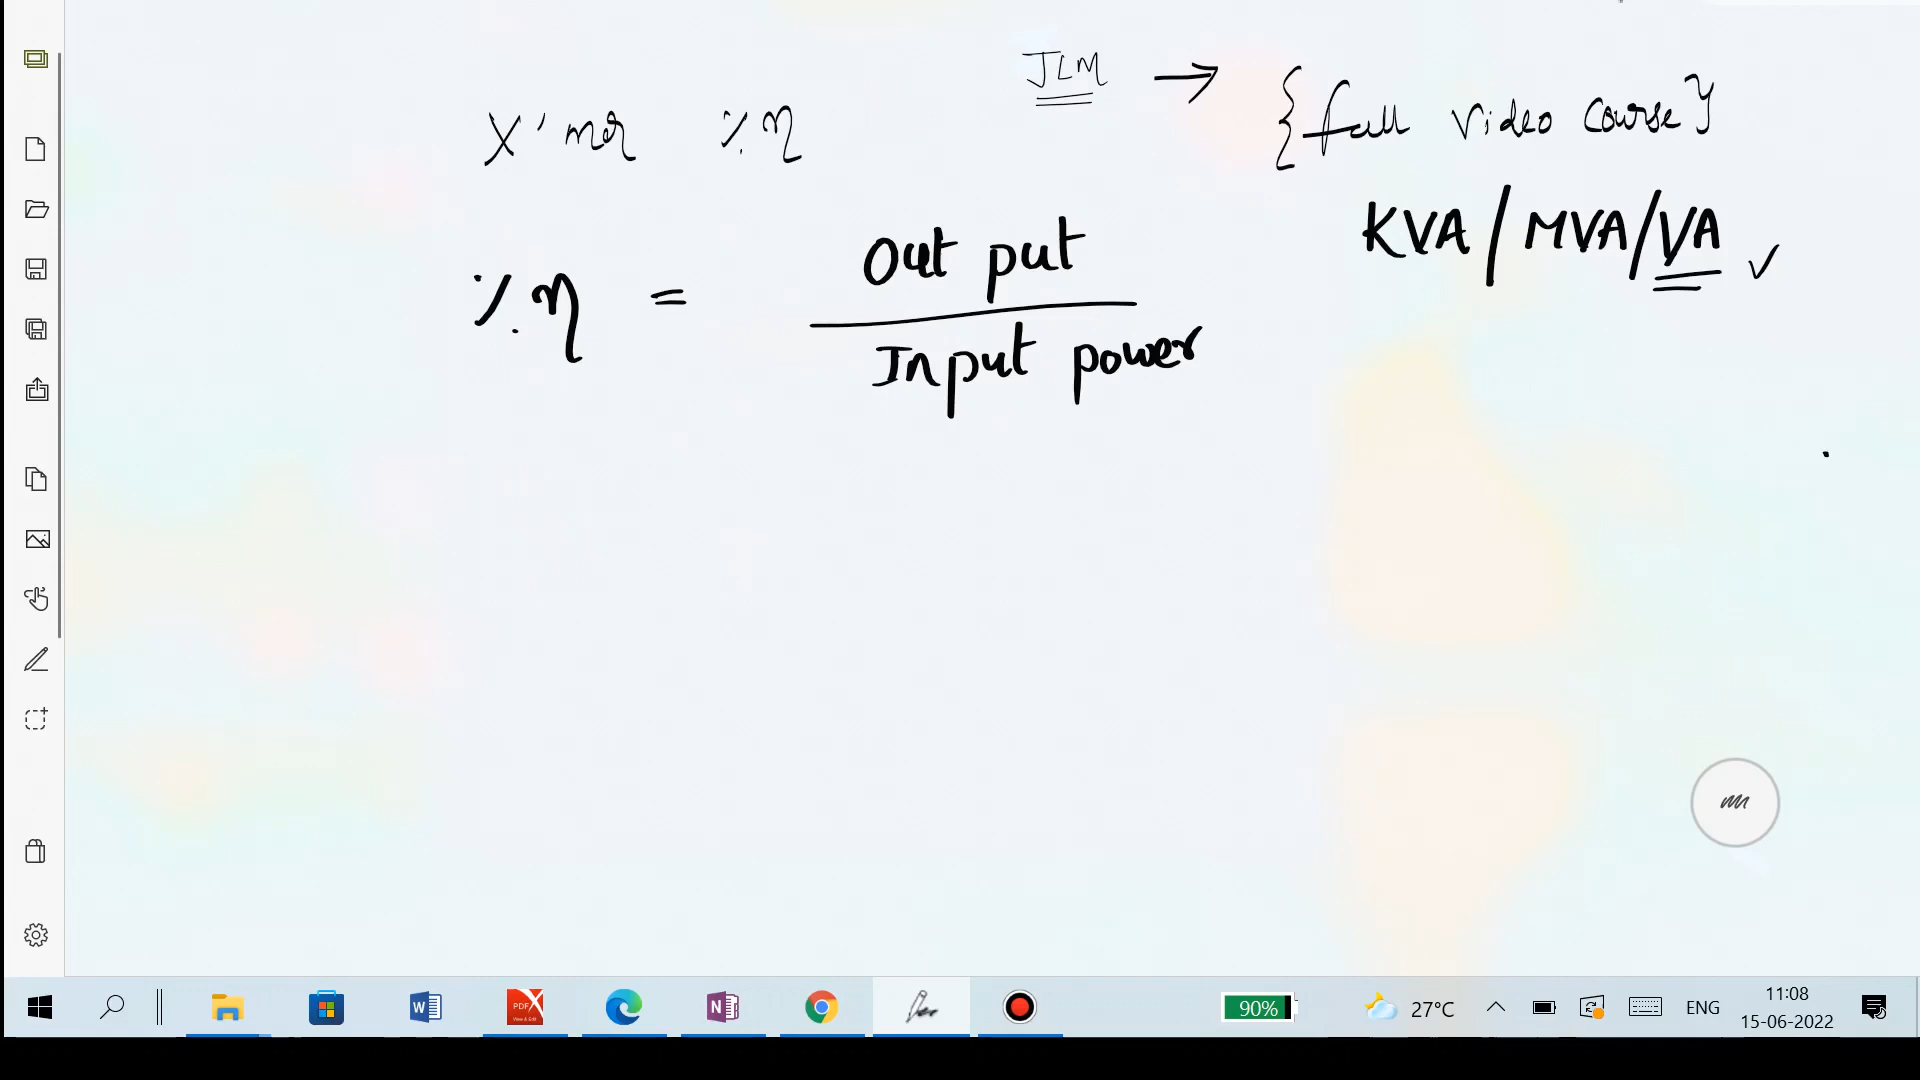 JLM → {full video course}
X'mer %η
KVA/MVA/VA ✓
%η = Out put
Input power
90%
27°C
ENG
11:08
15-06-2022